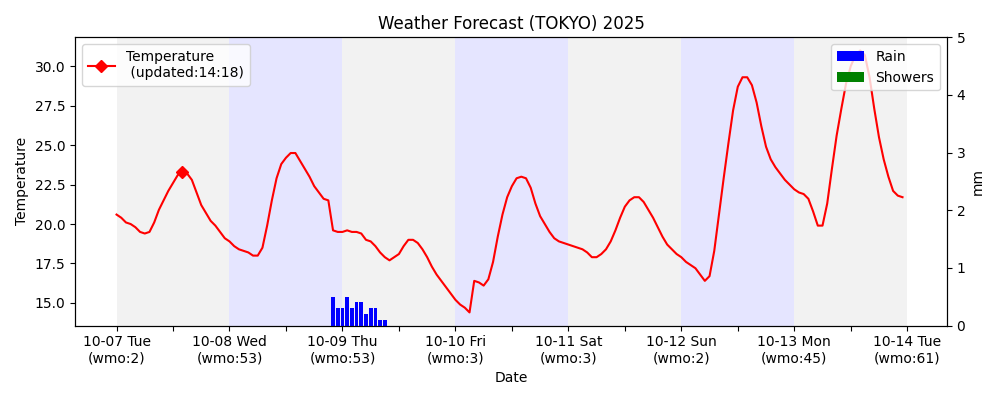 Weather Forecast (TOKYO) 2025
Temperature
(updated:14:18)
Rain
Showers
Temperature
30.0
27.5
25.0
22.5
20.0
17.5
15.0
5
4
3
2
1
0
mm
10-07 Tue
(wmo:2)
10-08 Wed
(wmo:53)
10-09 Thu
(wmo:53)
10-10 Fri
(wmo:3)
10-11 Sat
(wmo:3)
10-12 Sun
(wmo:2)
10-13 Mon
(wmo:45)
10-14 Tue
(wmo:61)
Date